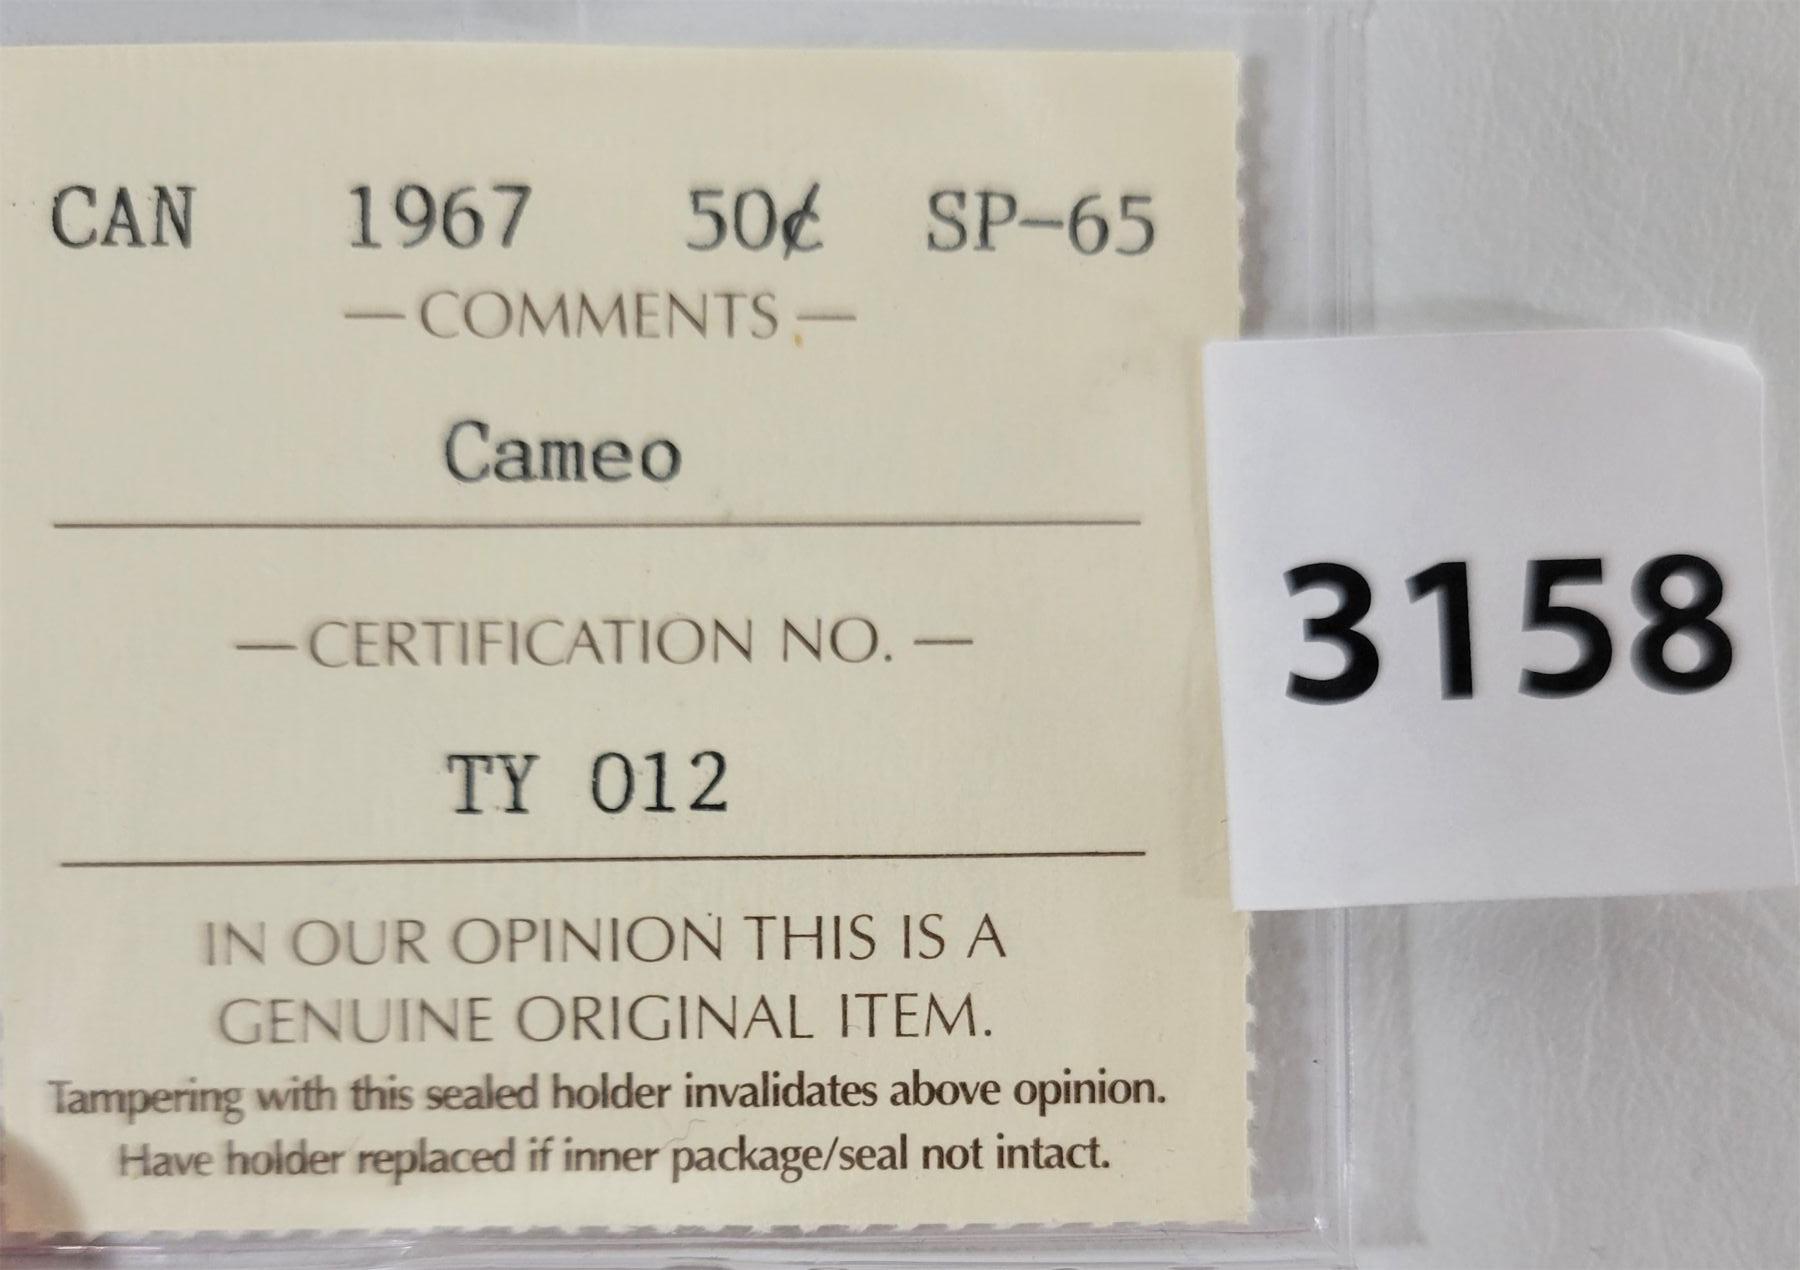 CAN 1967 50¢ SP-65
—COMMENTS—
Cameo
—CERTIFICATION NO.—
TY 012
IN OUR OPINION THIS IS A
GENUINE ORIGINAL ITEM.
Tampering with this sealed holder invalidates above opinion.
Have holder replaced if inner package/seal not intact.
3158